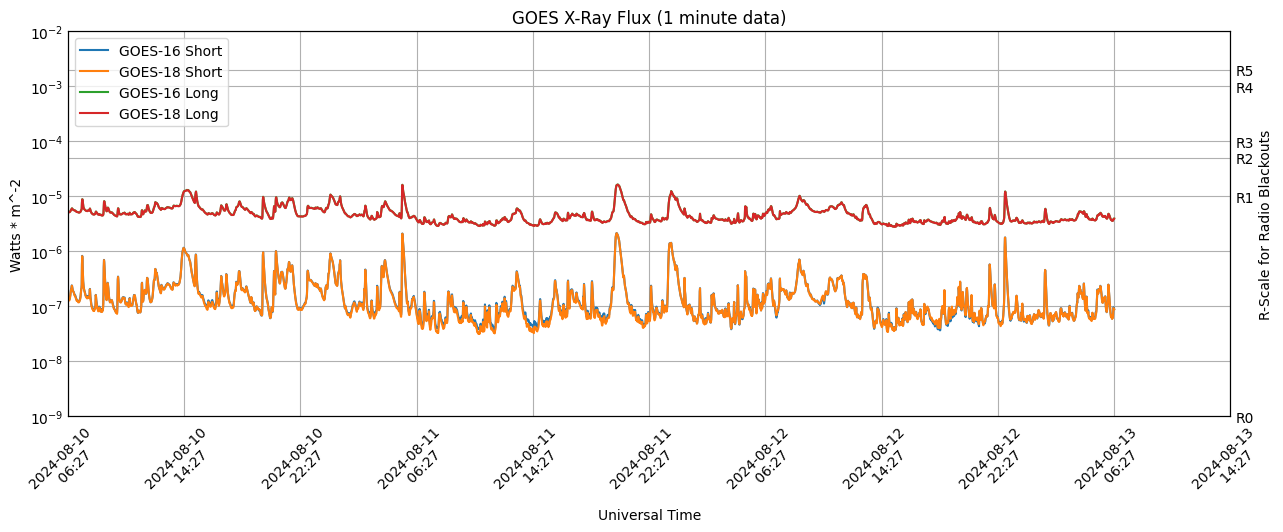 GOES X-Ray Flux (1 minute data)
GOES-16 Short
GOES-18 Short
GOES-16 Long
GOES-18 Long
Watts * m^-2
10^-2
10^-3
10^-4
10^-5
10^-6
10^-7
10^-8
10^-9
R5
R4
R3
R2
R1
R0
R-Scale for Radio Blackouts
2024-08-10
06:27
2024-08-10
14:27
2024-08-10
22:27
2024-08-11
06:27
2024-08-11
14:27
2024-08-11
22:27
2024-08-12
06:27
2024-08-12
14:27
2024-08-12
22:27
2024-08-13
06:27
2024-08-13
14:27
Universal Time